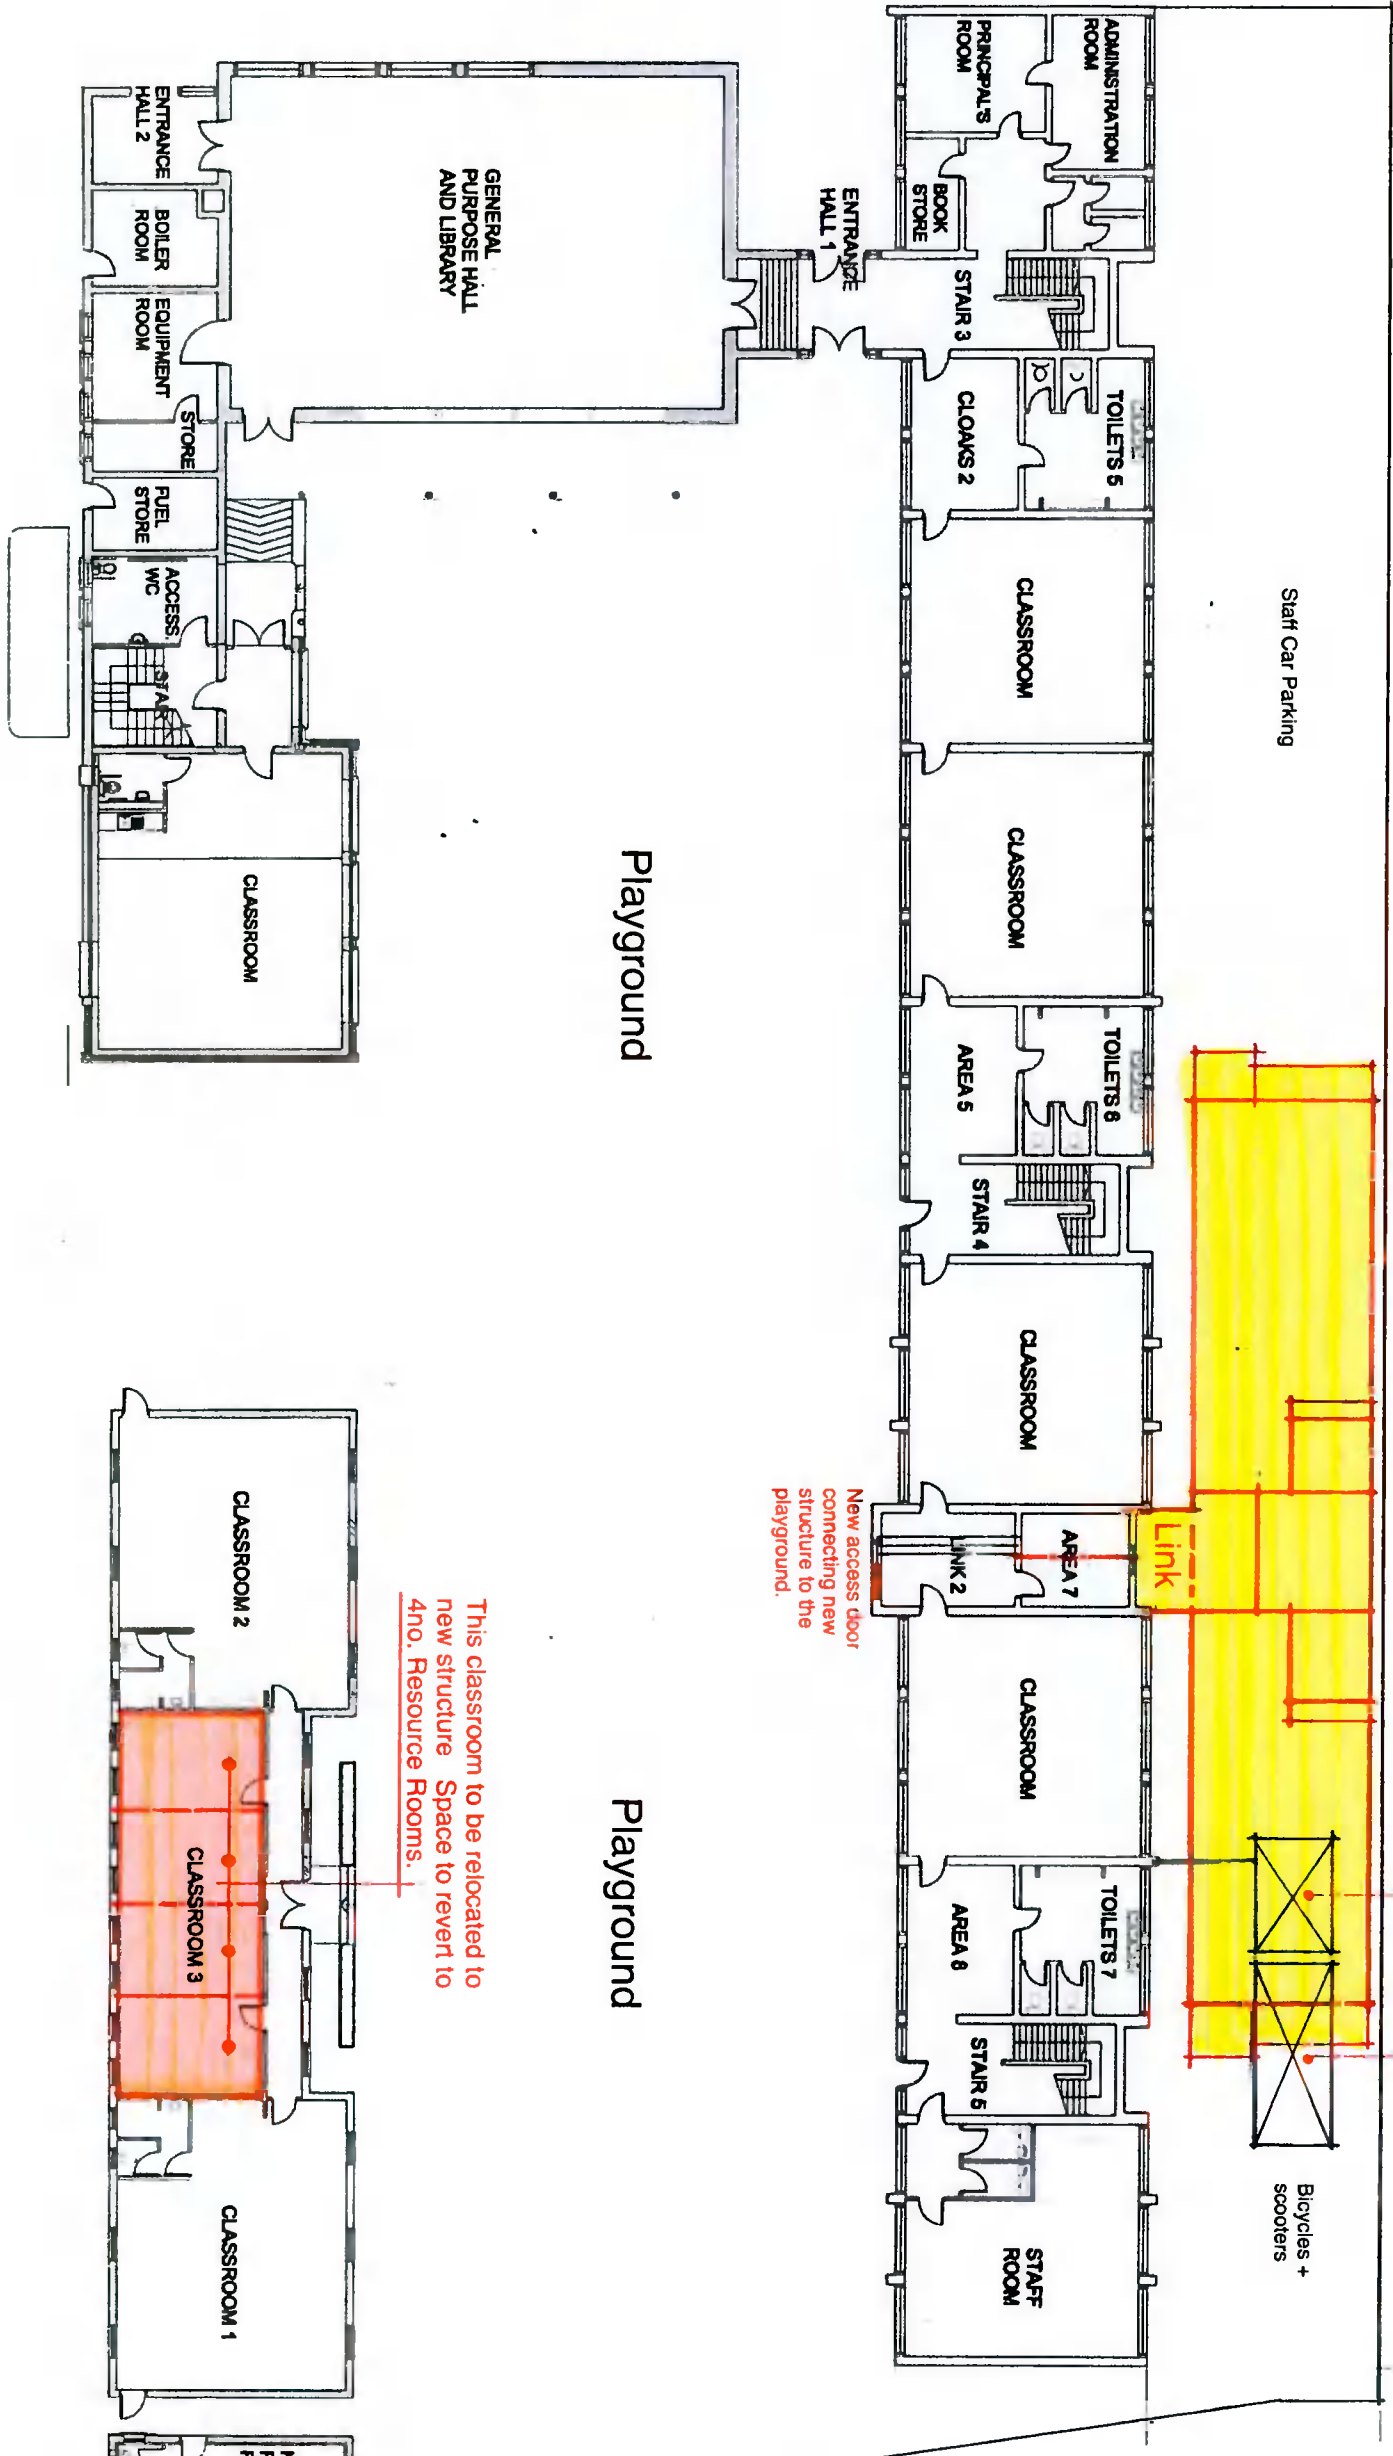 ADMINISTRATION
ROOM
PRINCIPAL'S
ROOM
BOOK
STORE
STAIR 3
ENTRANCE
HALL 1
GENERAL
PURPOSE HALL
AND LIBRARY
ENTRANCE
HALL 2
BOILER
ROOM
EQUIPMENT
ROOM
STORE
FUEL
STORE
ACCESS.
WC
STAIR
CLASSROOM
TOILETS 5
CLOAKS 2
CLASSROOM
CLASSROOM
TOILETS 6
AREA 5
STAIR 4
CLASSROOM
AREA 7
LINK 2
Link
CLASSROOM
TOILETS 7
AREA 8
STAIR 5
STAFF
ROOM
Staff Car Parking
Bicycles +
scooters
Playground
Playground
New access door
connecting new
structure to the
playground.
This classroom to be relocated to
new structure Space to revert to
4no. Resource Rooms.
CLASSROOM 2
CLASSROOM 3
CLASSROOM 1